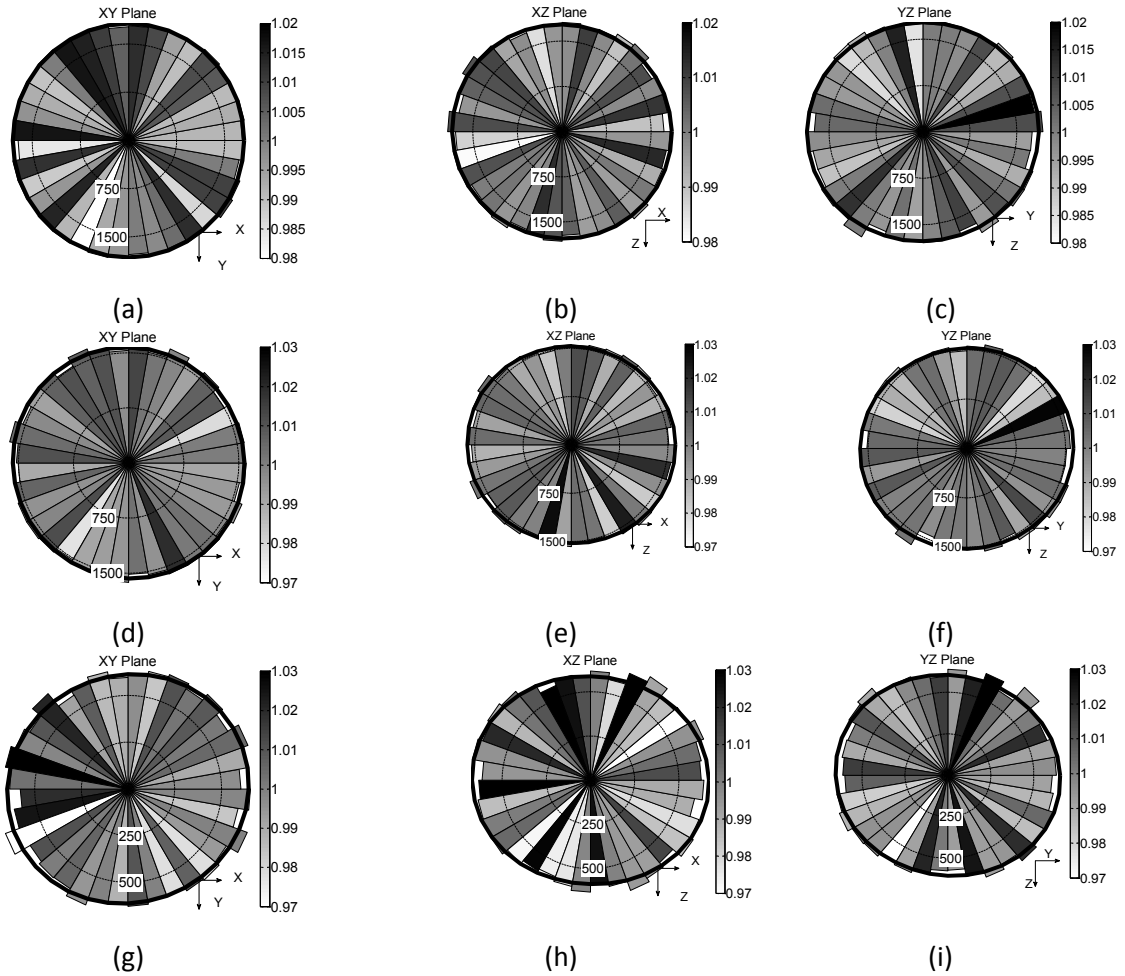 XY Plane
1.02
1.015
1.01
1.005
1
0.995
0.99
0.985
0.98
750
1500
X
Y
(a)
XZ Plane
1.02
1.01
1
0.99
0.98
750
1500
X
Z
(b)
YZ Plane
1.02
1.015
1.01
1.005
1
0.995
0.99
0.985
0.98
750
1500
Y
Z
(c)
XY Plane
1.03
1.02
1.01
1
0.99
0.98
0.97
750
1500
X
Y
(d)
XZ Plane
1.03
1.02
1.01
1
0.99
0.98
0.97
750
1500
X
Z
(e)
YZ Plane
1.03
1.02
1.01
1
0.99
0.98
0.97
750
1500
Y
Z
(f)
XY Plane
1.03
1.02
1.01
1
0.99
0.98
0.97
250
500
X
Y
(g)
XZ Plane
1.03
1.02
1.01
1
0.99
0.98
0.97
250
500
X
Z
(h)
YZ Plane
1.03
1.02
1.01
1
0.99
0.98
0.97
250
500
Y
Z
(i)